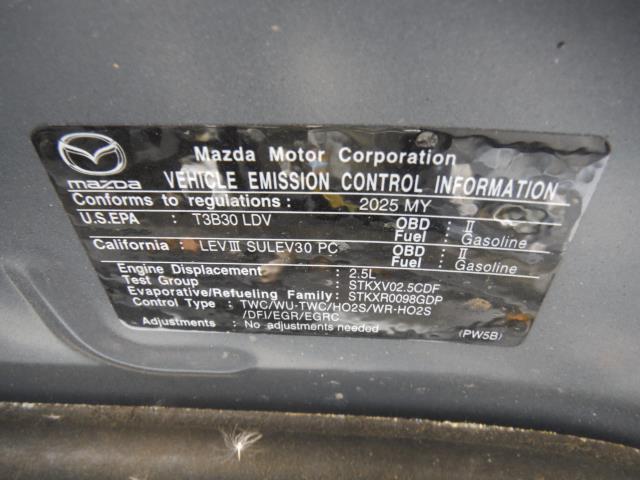 Mazda Motor Corporation
mazda VEHICLE EMISSION CONTROL INFORMATION
Conforms to regulations : 2025 MY
U.S.EPA : T3B30 LDV OBD : II
Fuel : Gasoline
California : LEV III SULEV30 PC OBD : II
Fuel : Gasoline
Engine Displacement : 2.5L
Test Group : STKXV02.5CDF
Evaporative/Refueling Family : STKXR0098GDP
Control Type : TWC/WU-TWC/HO2S/WR-HO2S
/DFI/EGR/EGRC
Adjustments : No adjustments needed (PW5B)